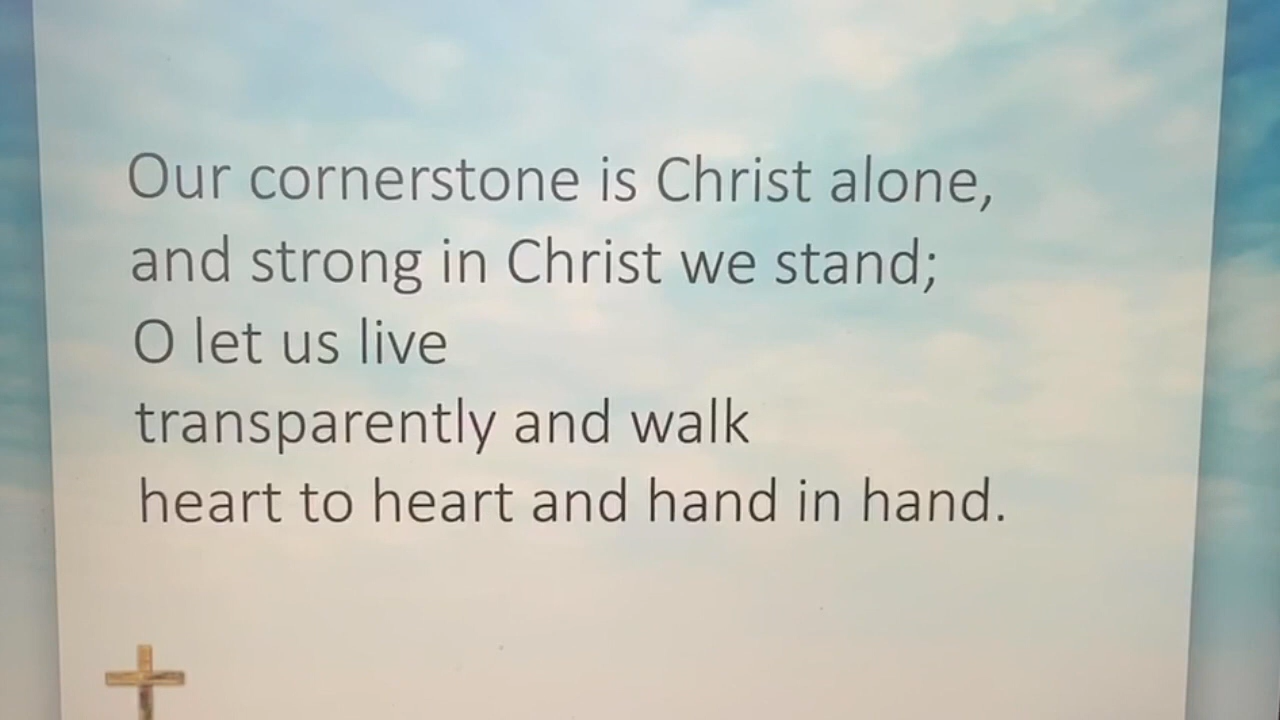 Our cornerstone is Christ alone,
and strong in Christ we stand;
O let us live
transparently and walk
heart to heart and hand in hand.